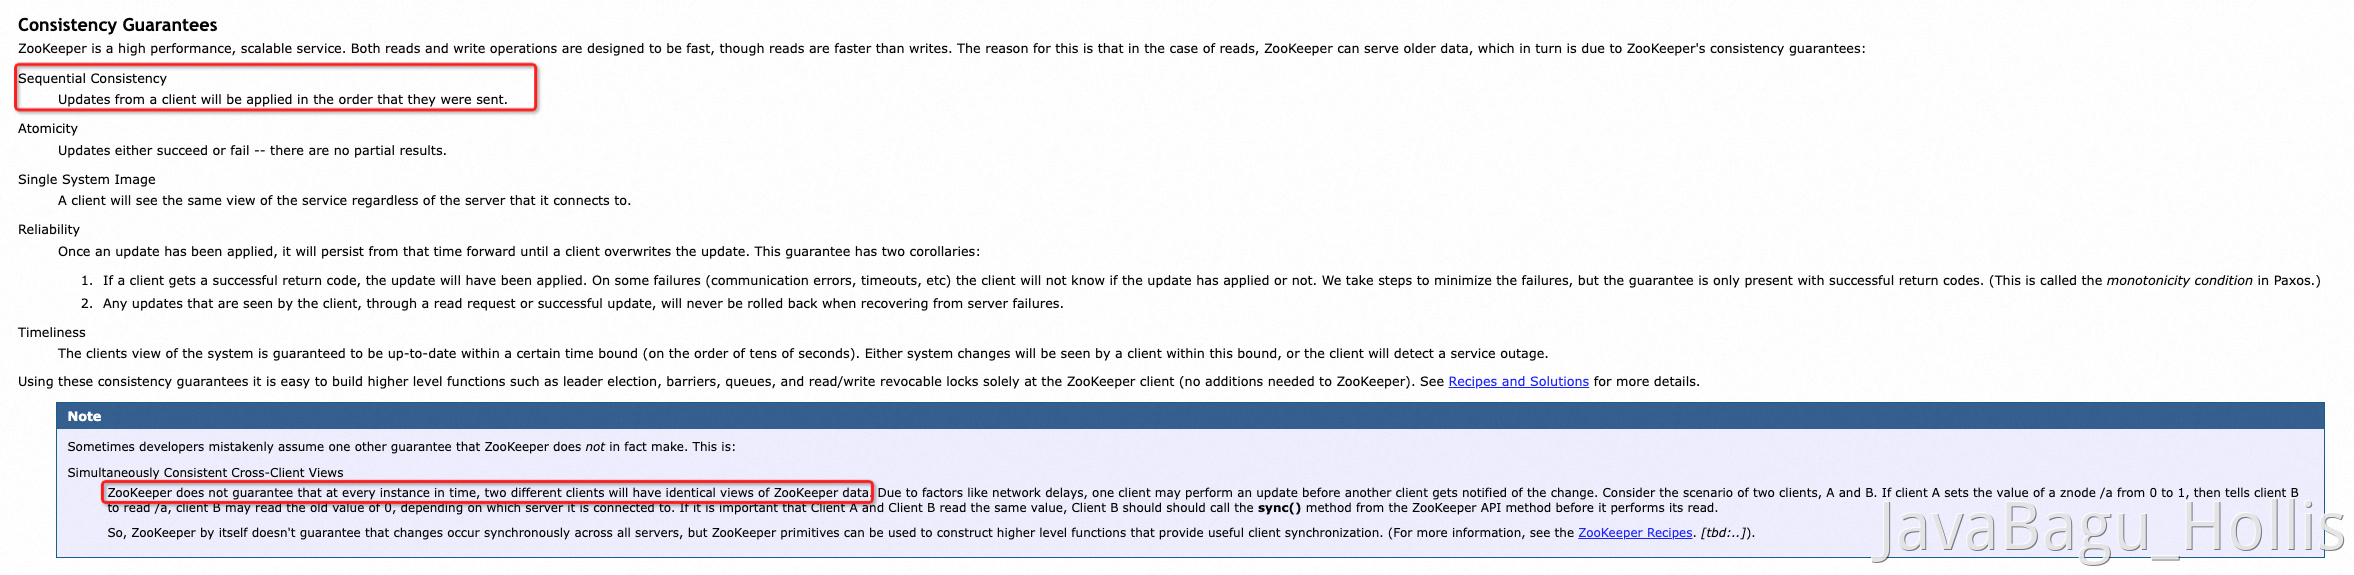 Consistency Guarantees
ZooKeeper is a high performance, scalable service. Both reads and write operations are designed to be fast, though reads are faster than writes. The reason for this is that in the case of reads, ZooKeeper can serve older data, which in turn is due to ZooKeeper's consistency guarantees:
Sequential Consistency
Updates from a client will be applied in the order that they were sent.
Atomicity
Updates either succeed or fail -- there are no partial results.
Single System Image
A client will see the same view of the service regardless of the server that it connects to.
Reliability
Once an update has been applied, it will persist from that time forward until a client overwrites the update. This guarantee has two corollaries:
1. If a client gets a successful return code, the update will have been applied. On some failures (communication errors, timeouts, etc) the client will not know if the update has applied or not. We take steps to minimize the failures, but the guarantee is only present with successful return codes. (This is called the monotonicity condition in Paxos.)
2. Any updates that are seen by the client, through a read request or successful update, will never be rolled back when recovering from server failures.
Timeliness
The clients view of the system is guaranteed to be up-to-date within a certain time bound (on the order of tens of seconds). Either system changes will be seen by a client within this bound, or the client will detect a service outage.
Using these consistency guarantees it is easy to build higher level functions such as leader election, barriers, queues, and read/write revocable locks solely at the ZooKeeper client (no additions needed to ZooKeeper). See Recipes and Solutions for more details.
Note
Sometimes developers mistakenly assume one other guarantee that ZooKeeper does not in fact make. This is:
Simultaneously Consistent Cross-Client Views
ZooKeeper does not guarantee that at every instance in time, two different clients will have identical views of ZooKeeper data. Due to factors like network delays, one client may perform an update before another client gets notified of the change. Consider the scenario of two clients, A and B. If client A sets the value of a znode /a from 0 to 1, then tells client B
to read /a, client B may read the old value of 0, depending on which server it is connected to. If it is important that Client A and Client B read the same value, Client B should should call the sync() method from the ZooKeeper API method before it performs its read.
So, ZooKeeper by itself doesn't guarantee that changes occur synchronously across all servers, but ZooKeeper primitives can be used to construct higher level functions that provide useful client synchronization. (For more information, see the ZooKeeper Recipes. [tbd:..]).
JavaBagu_Hollis